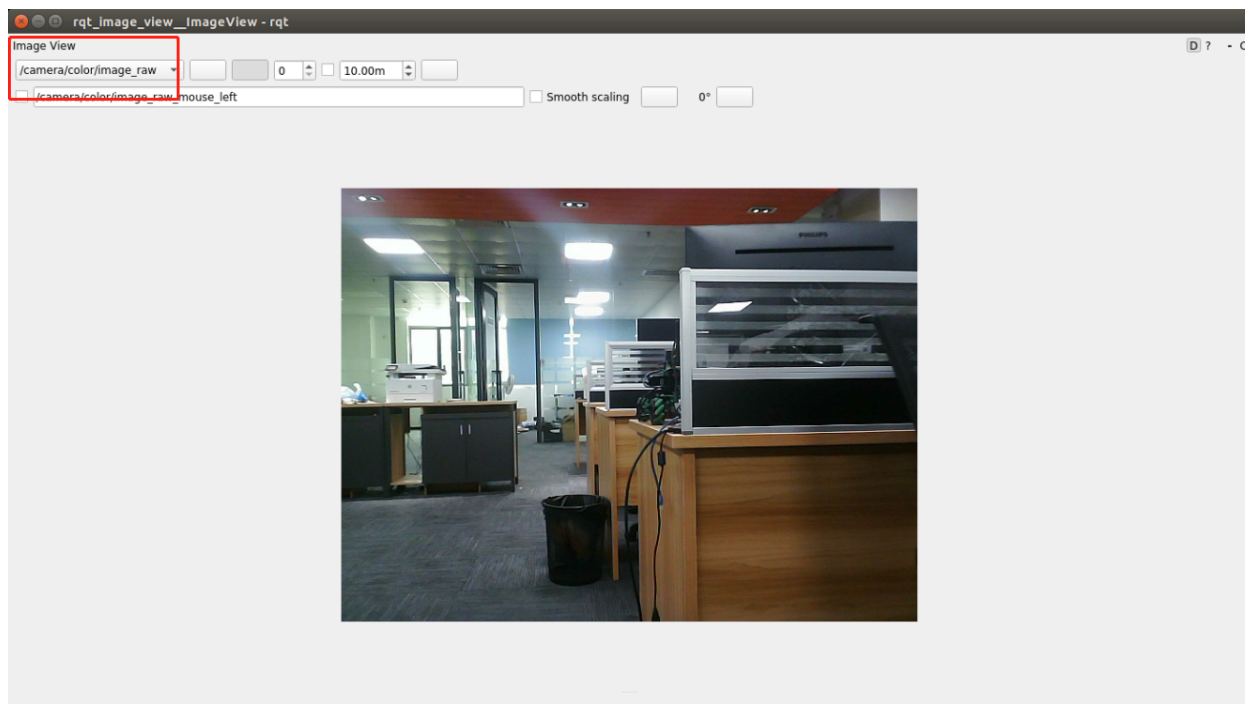 rqt_image_view__ImageView - rqt
Image View
D ? - C
/camera/color/image_raw 0 10.00m
/camera/color/image_raw_mouse_left Smooth scaling 0°
PHILIPS